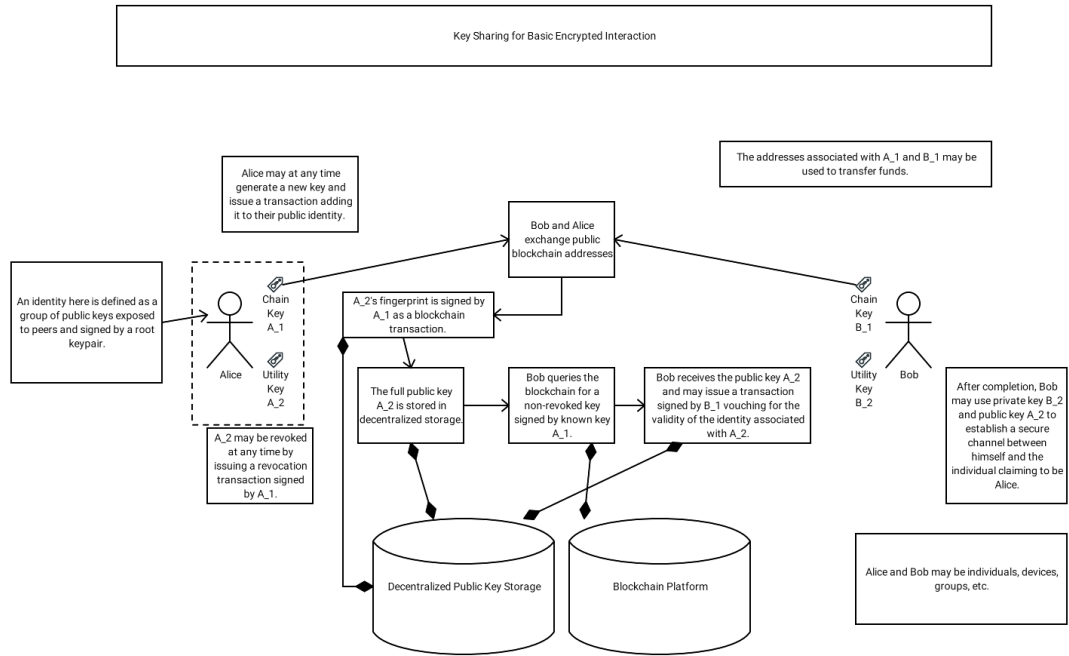 Key Sharing for Basic Encrypted Interaction
The addresses associated with A_1 and B_1 may be
used to transfer funds.
Alice may at any time
generate a new key and
issue a transaction adding
it to their public identity.
Bob and Alice
exchange public
blockchain addresses
An identity here is defined as a
group of public keys exposed
to peers and signed by a root
keypair.
Chain
Key
A_1
Alice
Utility
Key
A_2
A_2's fingerprint is signed by
A_1 as a blockchain
transaction.
Chain
Key
B_1
Bob
Utility
Key
B_2
The full public key
A_2 is stored in
decentralized storage.
Bob queries the
blockchain for a
non-revoked key
signed by known key
A_1.
Bob receives the public key A_2
and may issue a transaction
signed by B_1 vouching for the
validity of the identity associated
with A_2.
After completion, Bob
may use private key B_2
and public key A_2 to
establish a secure
channel between
himself and the
individual claiming to be
Alice.
A_2 may be revoked
at any time by
issuing a revocation
transaction signed
by A_1.
Decentralized Public Key Storage
Blockchain Platform
Alice and Bob may be individuals, devices,
groups, etc.